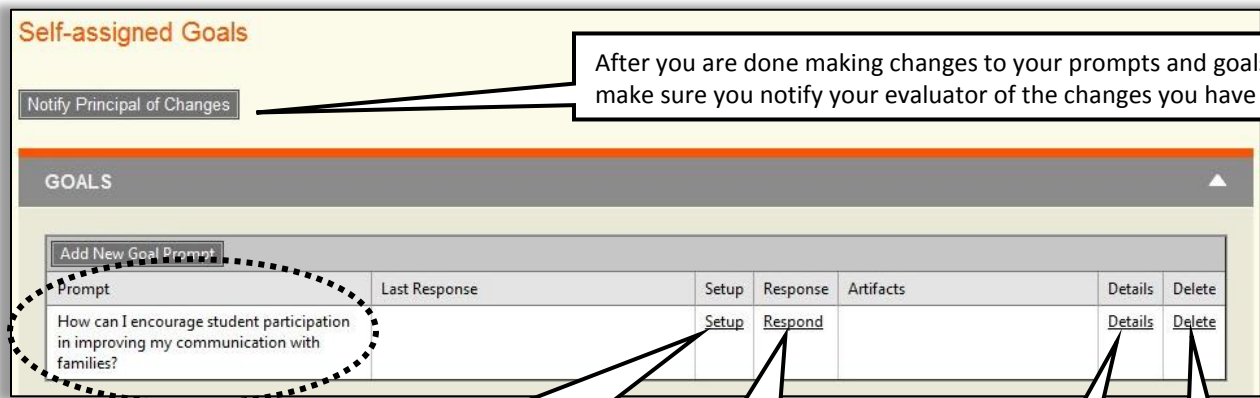 Self-assigned Goals
After you are done making changes to your prompts and goal
make sure you notify your evaluator of the changes you have
Notify Principal of Changes
GOALS
Add New Goal Prompt
Prompt Last Response Setup Response Artifacts Details Delete
How can I encourage student participation Setup Respond Details Delete
in improving my communication with
families?